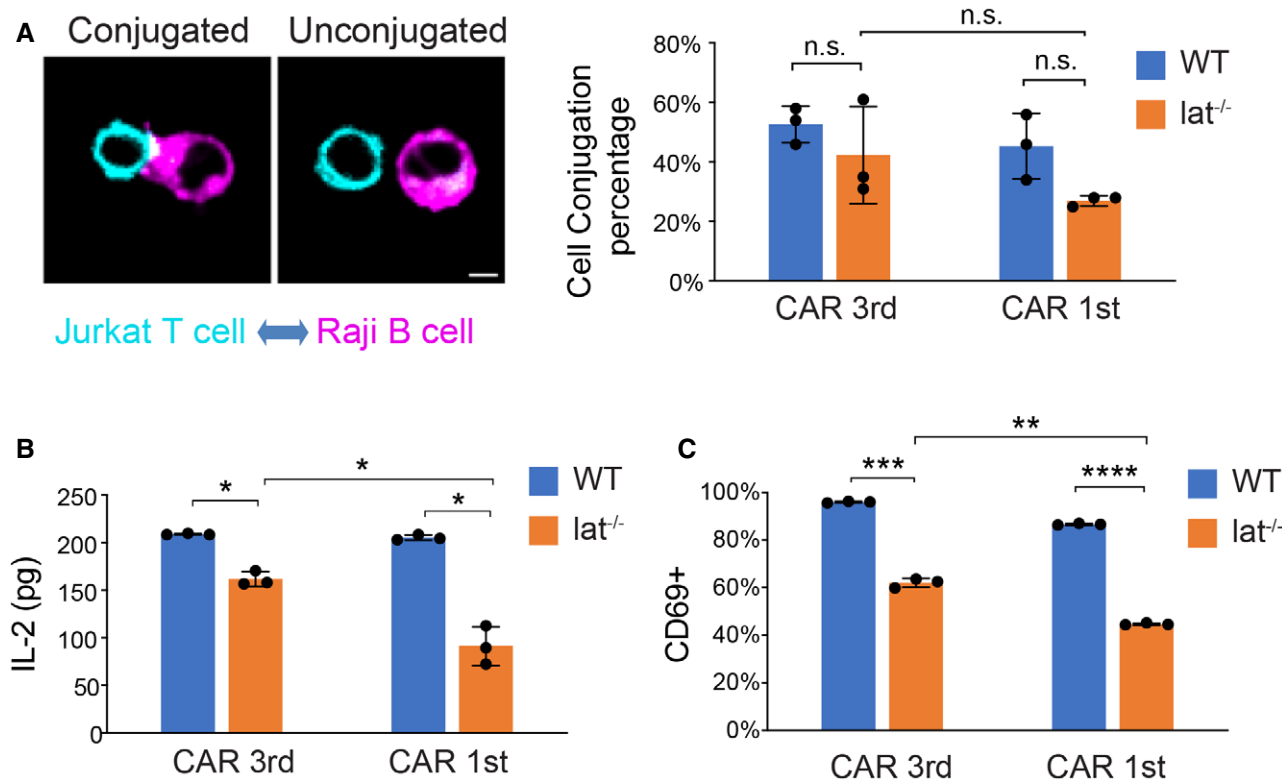 A
Conjugated
Unconjugated
Jurkat T cell
Raji B cell
Cell Conjugation
percentage
80%
60%
40%
20%
0%
n.s.
n.s.
n.s.
WT
lat-/-
CAR 3rd
CAR 1st
B
IL-2 (pg)
250
200
150
100
50
0
*
*
*
WT
lat-/-
CAR 3rd
CAR 1st
C
CD69+
100%
80%
60%
40%
20%
0%
**
***
****
WT
lat-/-
CAR 3rd
CAR 1st